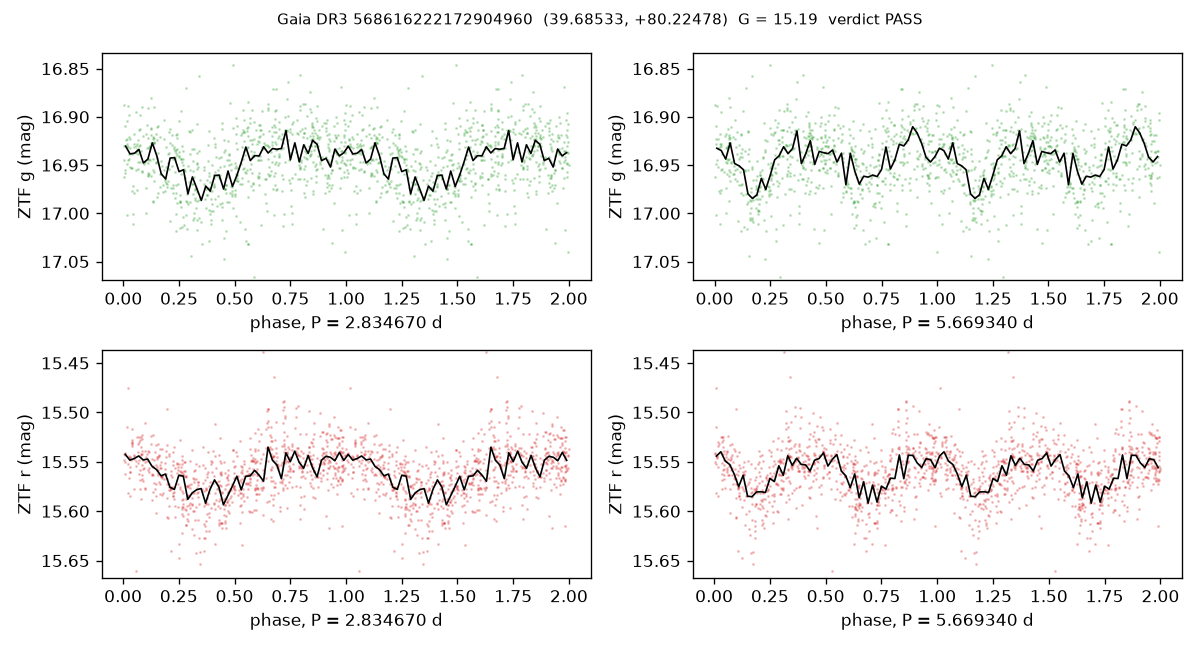 Gaia DR3 568616222172904960 (39.68533, +80.22478) G = 15.19 verdict PASS
ZTF g (mag)
16.85
16.90
16.95
17.00
17.05
0.00 0.25 0.50 0.75 1.00 1.25 1.50 1.75 2.00
phase, P = 2.834670 d
ZTF g (mag)
16.85
16.90
16.95
17.00
17.05
0.00 0.25 0.50 0.75 1.00 1.25 1.50 1.75 2.00
phase, P = 5.669340 d
ZTF r (mag)
15.45
15.50
15.55
15.60
15.65
0.00 0.25 0.50 0.75 1.00 1.25 1.50 1.75 2.00
phase, P = 2.834670 d
ZTF r (mag)
15.45
15.50
15.55
15.60
15.65
0.00 0.25 0.50 0.75 1.00 1.25 1.50 1.75 2.00
phase, P = 5.669340 d